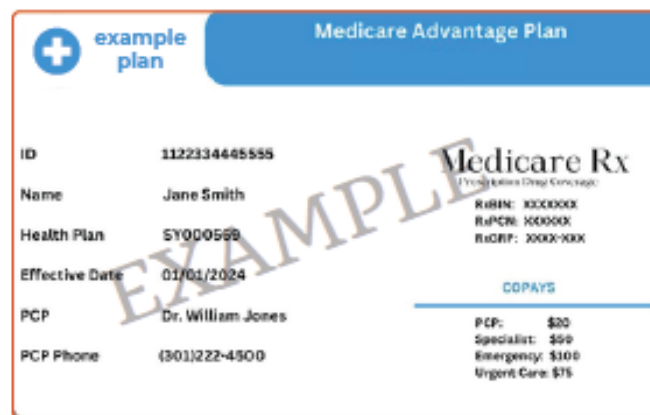 example
plan
Medicare Advantage Plan
ID 1122334445555
Name Jane Smith
Health Plan SY000569
Effective Date 01/01/2024
PCP Dr. William Jones
PCP Phone (301)222-4500
EXAMPLE
Medicare Rx
Prescription Drug Coverage
RxBIN: XXXXXXX
RxPCN: XXXXXX
RxGRP: XXXX-XXX
COPAYS
PCP: $20
Specialist: $50
Emergency: $100
Urgent Care: $75